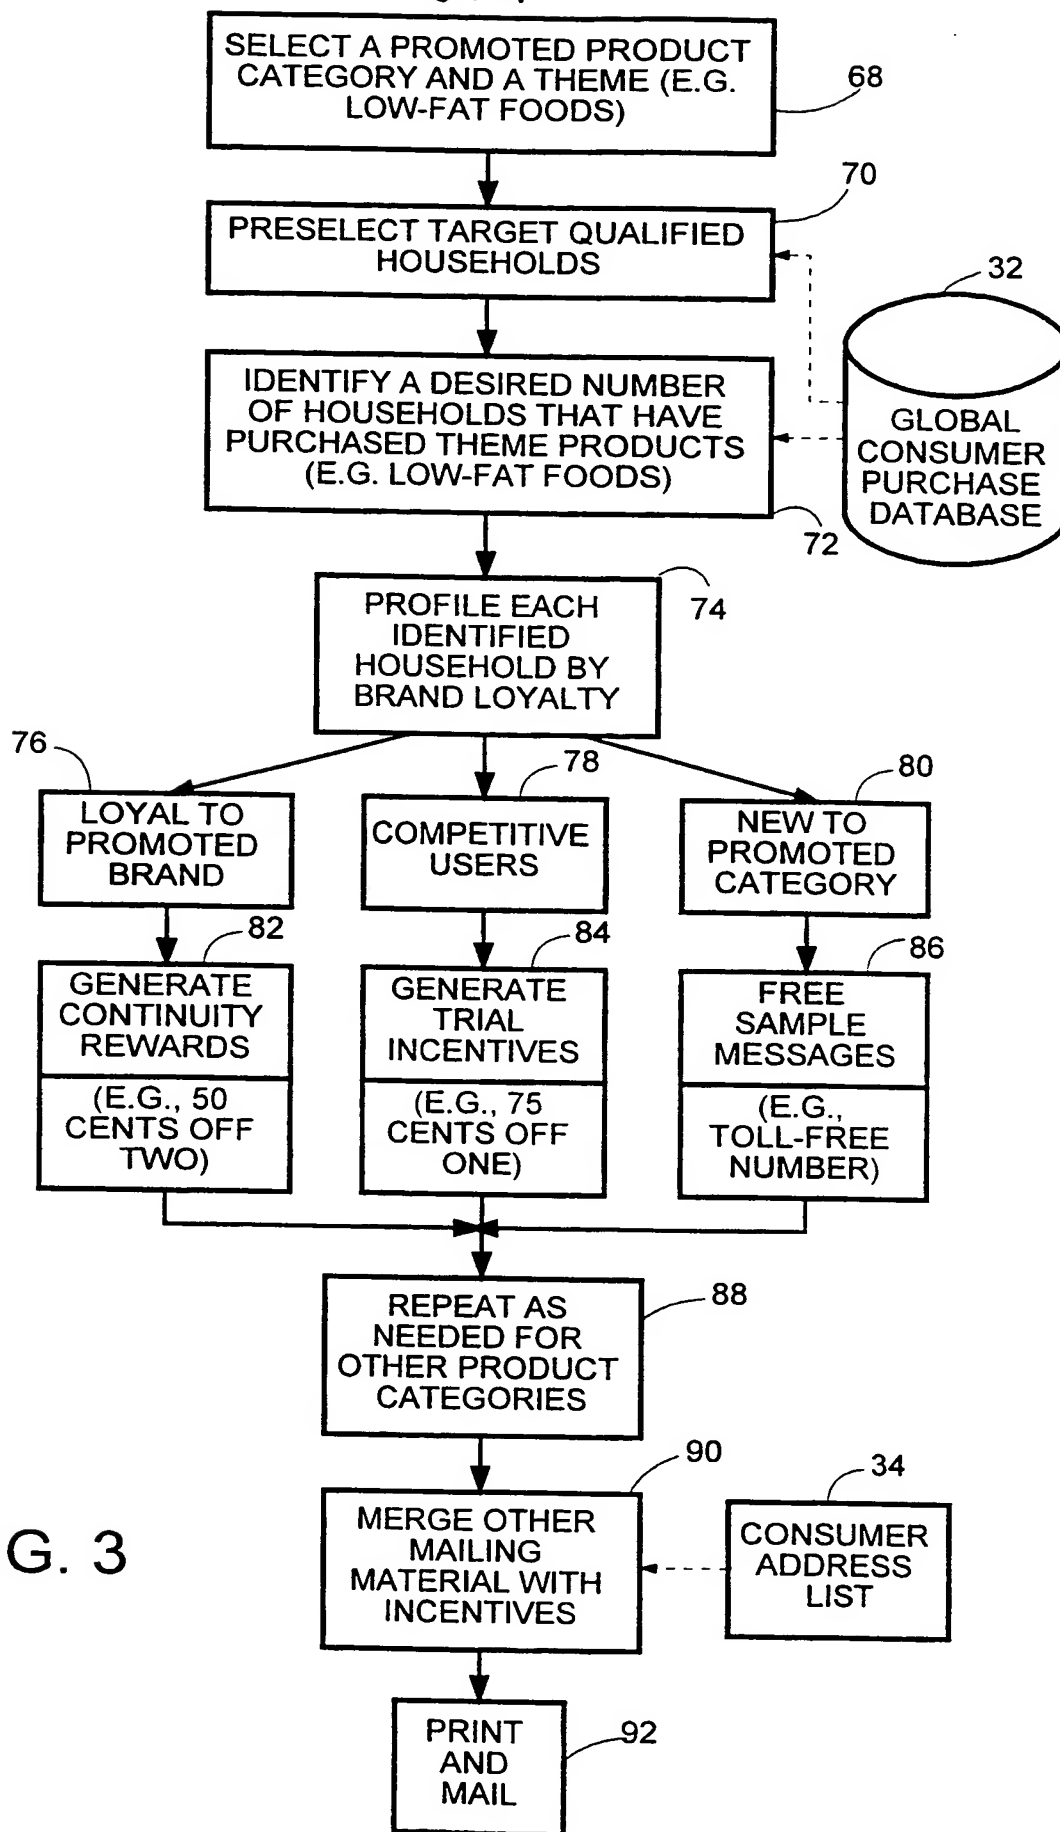 SELECT A PROMOTED PRODUCT
CATEGORY AND A THEME (E.G.
LOW-FAT FOODS)
68
70
PRESELECT TARGET QUALIFIED
HOUSEHOLDS
32
IDENTIFY A DESIRED NUMBER
OF HOUSEHOLDS THAT HAVE
PURCHASED THEME PRODUCTS
(E.G. LOW-FAT FOODS)
72
GLOBAL
CONSUMER
PURCHASE
DATABASE
74
PROFILE EACH
IDENTIFIED
HOUSEHOLD BY
BRAND LOYALTY
76
LOYAL TO
PROMOTED
BRAND
78
COMPETITIVE
USERS
80
NEW TO
PROMOTED
CATEGORY
82
GENERATE
CONTINUITY
REWARDS
(E.G., 50
CENTS OFF
TWO)
84
GENERATE
TRIAL
INCENTIVES
(E.G., 75
CENTS OFF
ONE)
86
FREE
SAMPLE
MESSAGES
(E.G.,
TOLL-FREE
NUMBER)
88
REPEAT AS
NEEDED FOR
OTHER PRODUCT
CATEGORIES
90
MERGE OTHER
MAILING
MATERIAL WITH
INCENTIVES
34
CONSUMER
ADDRESS
LIST
G. 3
PRINT
AND
MAIL
92